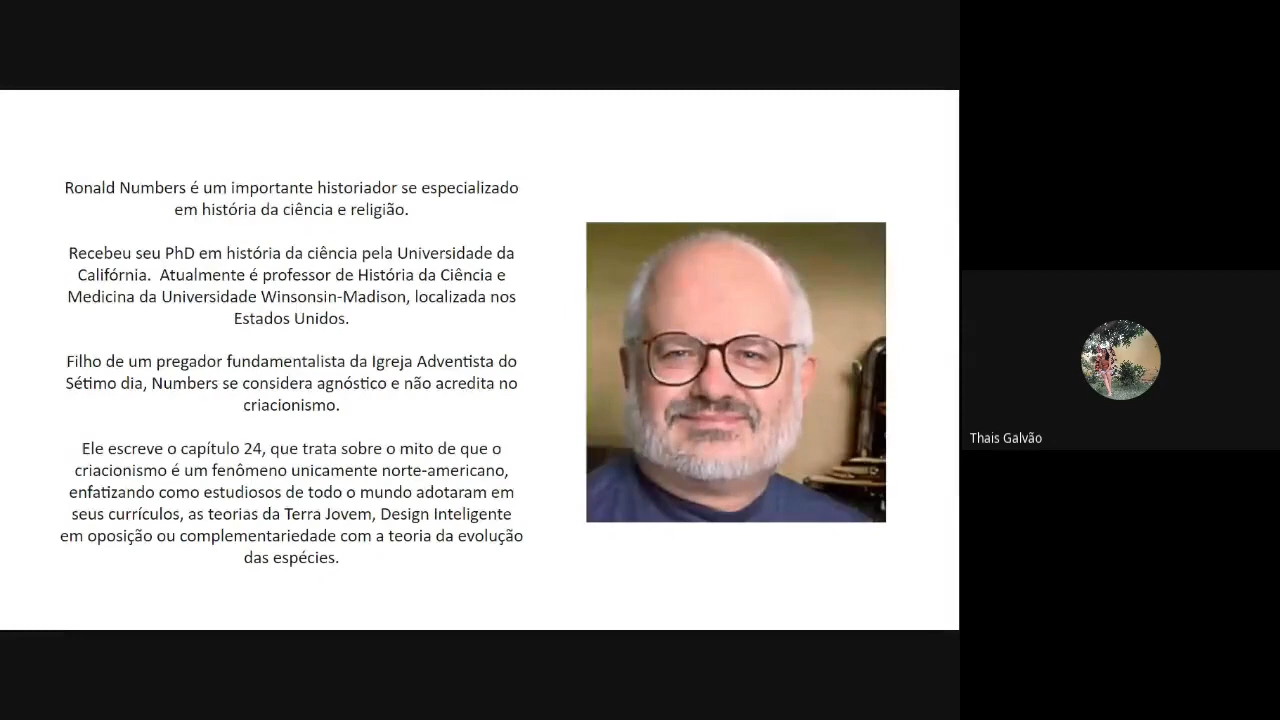 Ronald Numbers é um importante historiador se especializado
em história da ciência e religião.
Recebeu seu PhD em história da ciência pela Universidade da
Califórnia.  Atualmente é professor de História da Ciência e
Medicina da Universidade Winsonsin-Madison, localizada nos
Estados Unidos.
Filho de um pregador fundamentalista da Igreja Adventista do
Sétimo dia, Numbers se considera agnóstico e não acredita no
criacionismo.
Ele escreve o capítulo 24, que trata sobre o mito de que o
criacionismo é um fenômeno unicamente norte-americano,
enfatizando como estudiosos de todo o mundo adotaram em
seus currículos, as teorias da Terra Jovem, Design Inteligente
em oposição ou complementariedade com a teoria da evolução
das espécies.
Thais Galvão